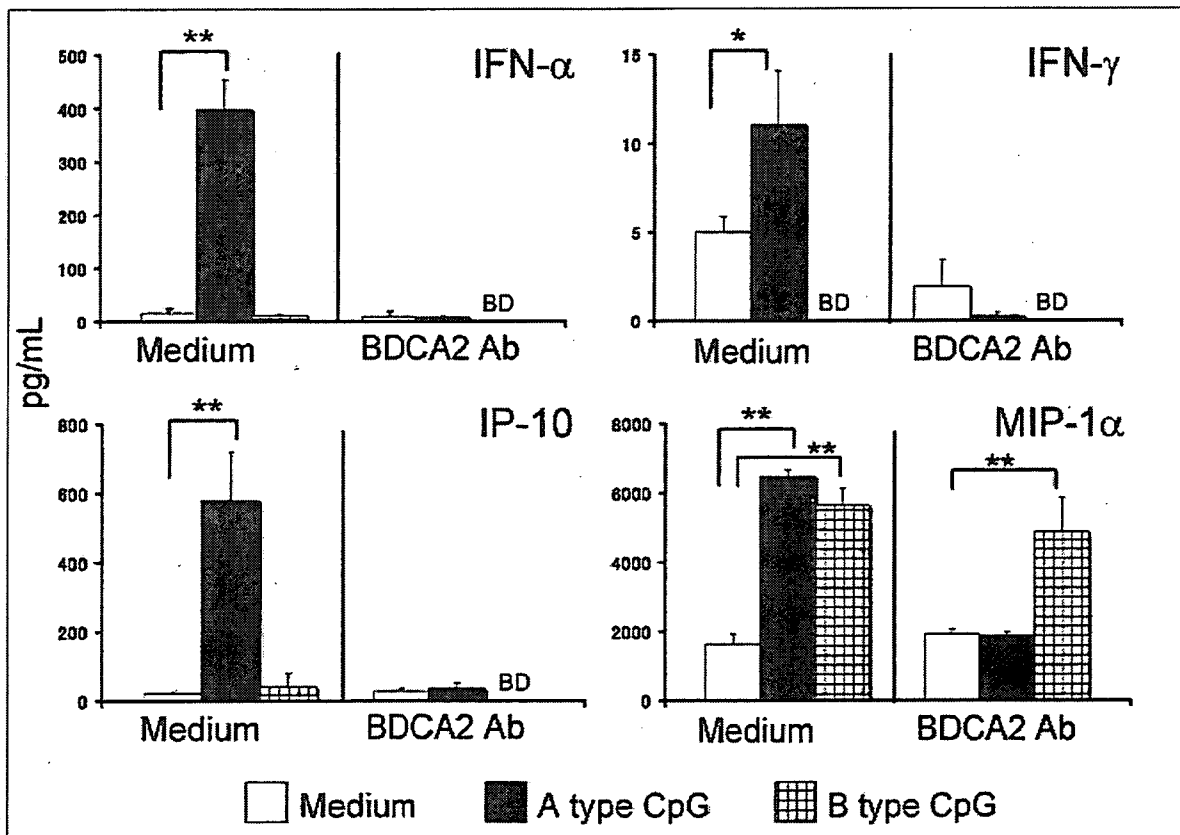 pg/mL
**
IFN-α
500
400
300
200
100
0
BD
Medium
BDCA2 Ab
*
IFN-γ
15
10
5
0
BD
BD
Medium
BDCA2 Ab
**
IP-10
800
600
400
200
0
BD
Medium
BDCA2 Ab
**
**
**
MIP-1α
8000
6000
4000
2000
0
Medium
BDCA2 Ab
Medium
A type CpG
B type CpG